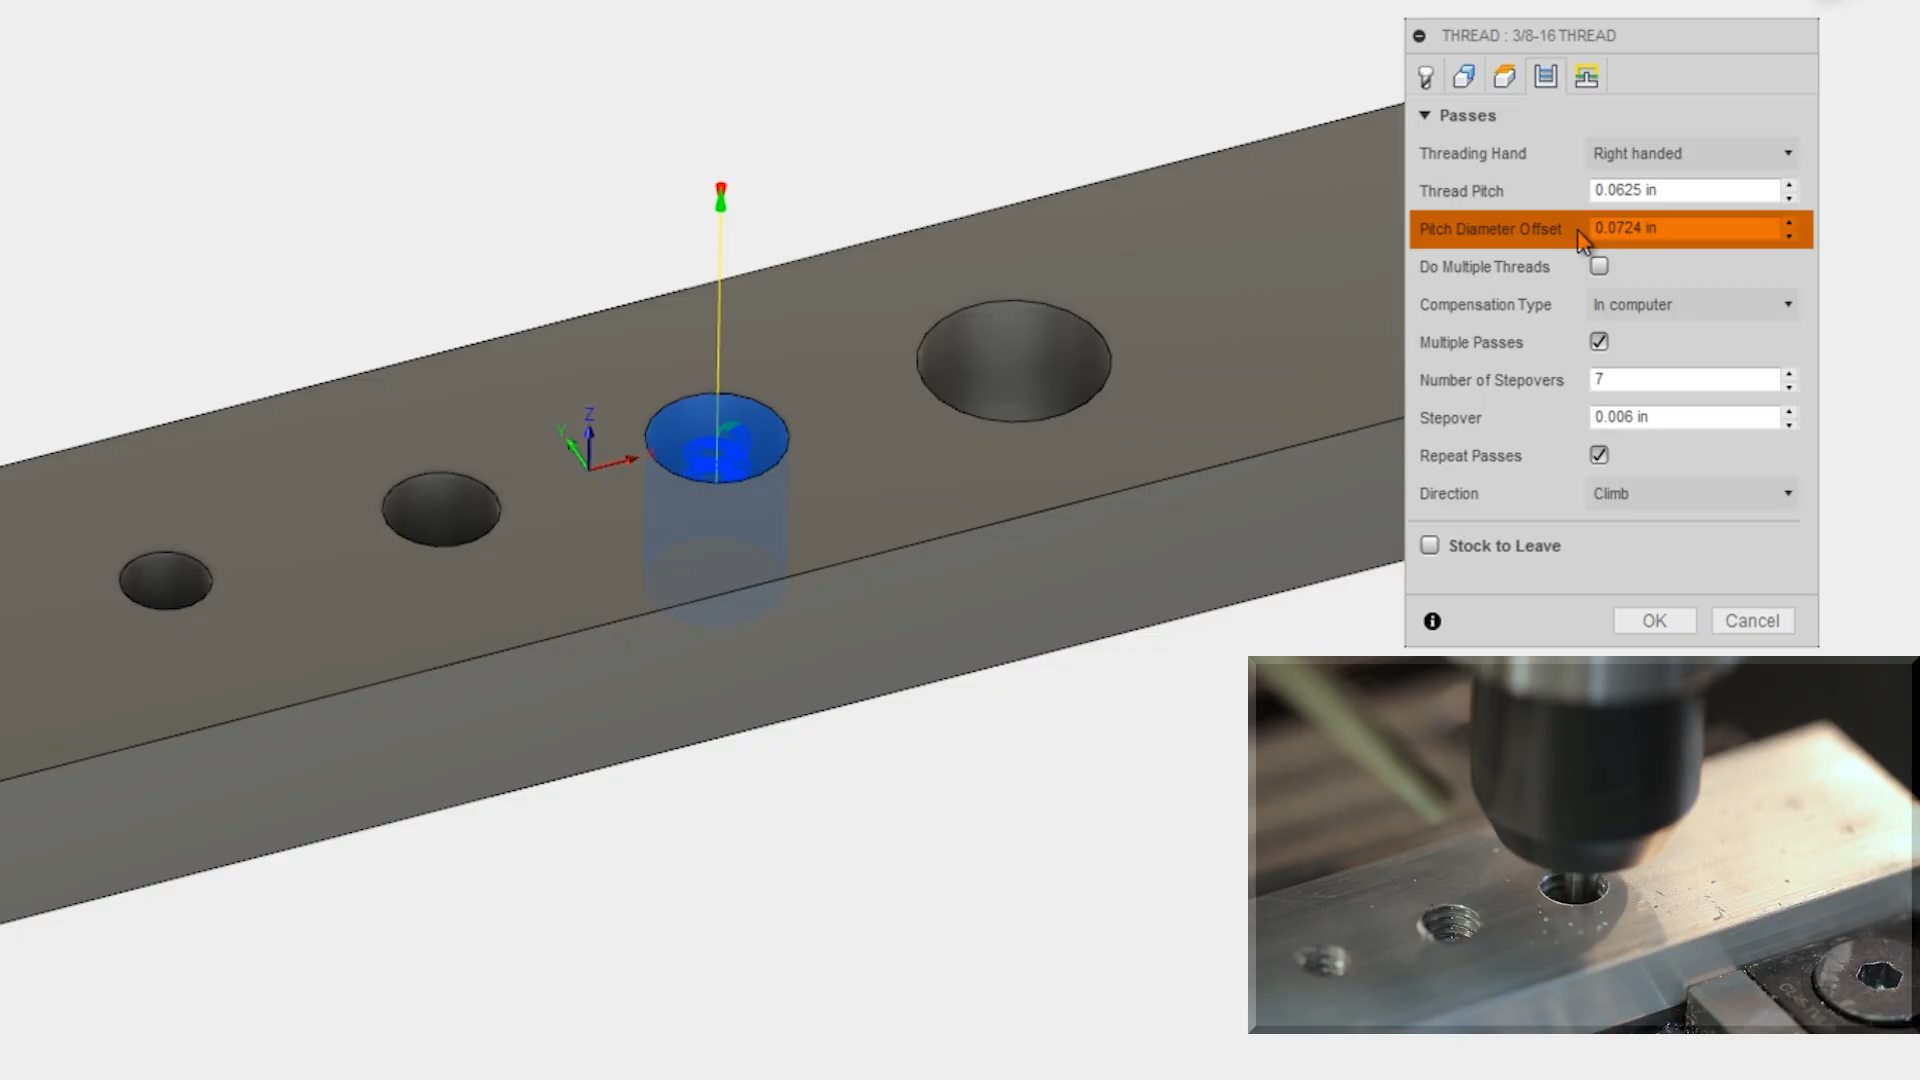 THREAD : 3/8-16 THREAD
Passes
Threading Hand Right handed
Thread Pitch 0.0625 in
Pitch Diameter Offset 0.0724 in
Do Multiple Threads
Compensation Type In computer
Multiple Passes
Number of Stepovers 7
Stepover 0.006 in
Repeat Passes
Direction Climb
Stock to Leave
OK Cancel
Z
Y